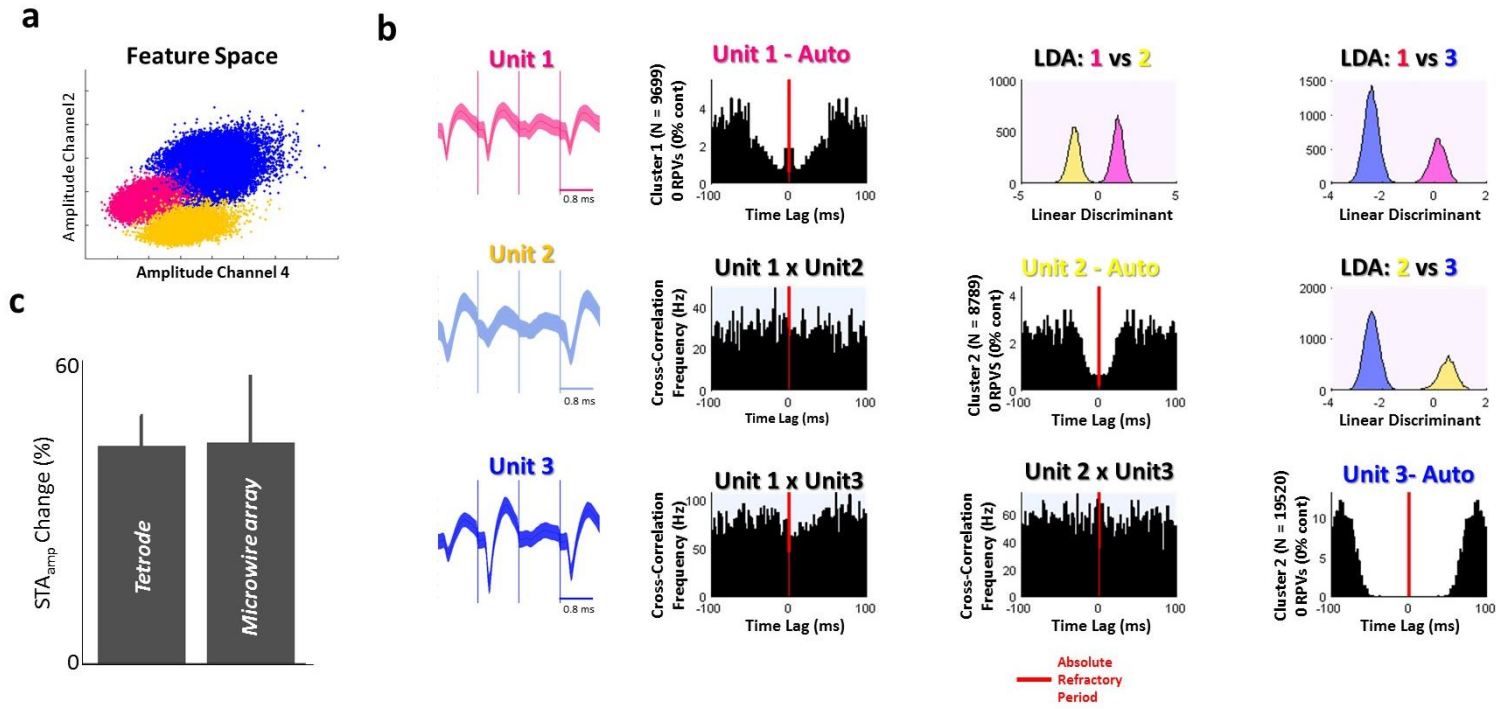 a
Feature Space
Amplitude Channel 2
Amplitude Channel 4
b
Unit 1
0.8 ms
Unit 1 - Auto
Cluster 1 (N = 9699)
0 RPVs (0% cont)
4
2
0
-100 0 100
Time Lag (ms)
LDA: 1 vs 2
1000
500
0
-5 0 5
Linear Discriminant
LDA: 1 vs 3
1500
1000
500
0
-4 -2 0 2
Linear Discriminant
Unit 2
0.8 ms
Unit 1 x Unit2
Cross-Correlation
Frequency (Hz)
40
20
0
-100 0 100
Time Lag (ms)
Unit 2 - Auto
Cluster 2 (N = 8789)
0 RPVS (0% cont)
4
2
0
-100 0 100
Time Lag (ms)
LDA: 2 vs 3
2000
1000
0
-4 -2 0 2
Linear Discriminant
Unit 3
0.8 ms
Unit 1 x Unit3
Cross-Correlation
Frequency (Hz)
100
50
0
-100 0 100
Time Lag (ms)
Unit 2 x Unit3
Cross-Correlation
Frequency (Hz)
60
40
20
0
-100 0 100
Time Lag (ms)
Unit 3- Auto
Cluster 2 (N = 19520)
0 RPVs (0% cont)
10
5
0
-100 0 100
Time Lag (ms)
Absolute
Refractory
Period
c
60
0
STAamp Change (%)
Tetrode
Microwire array